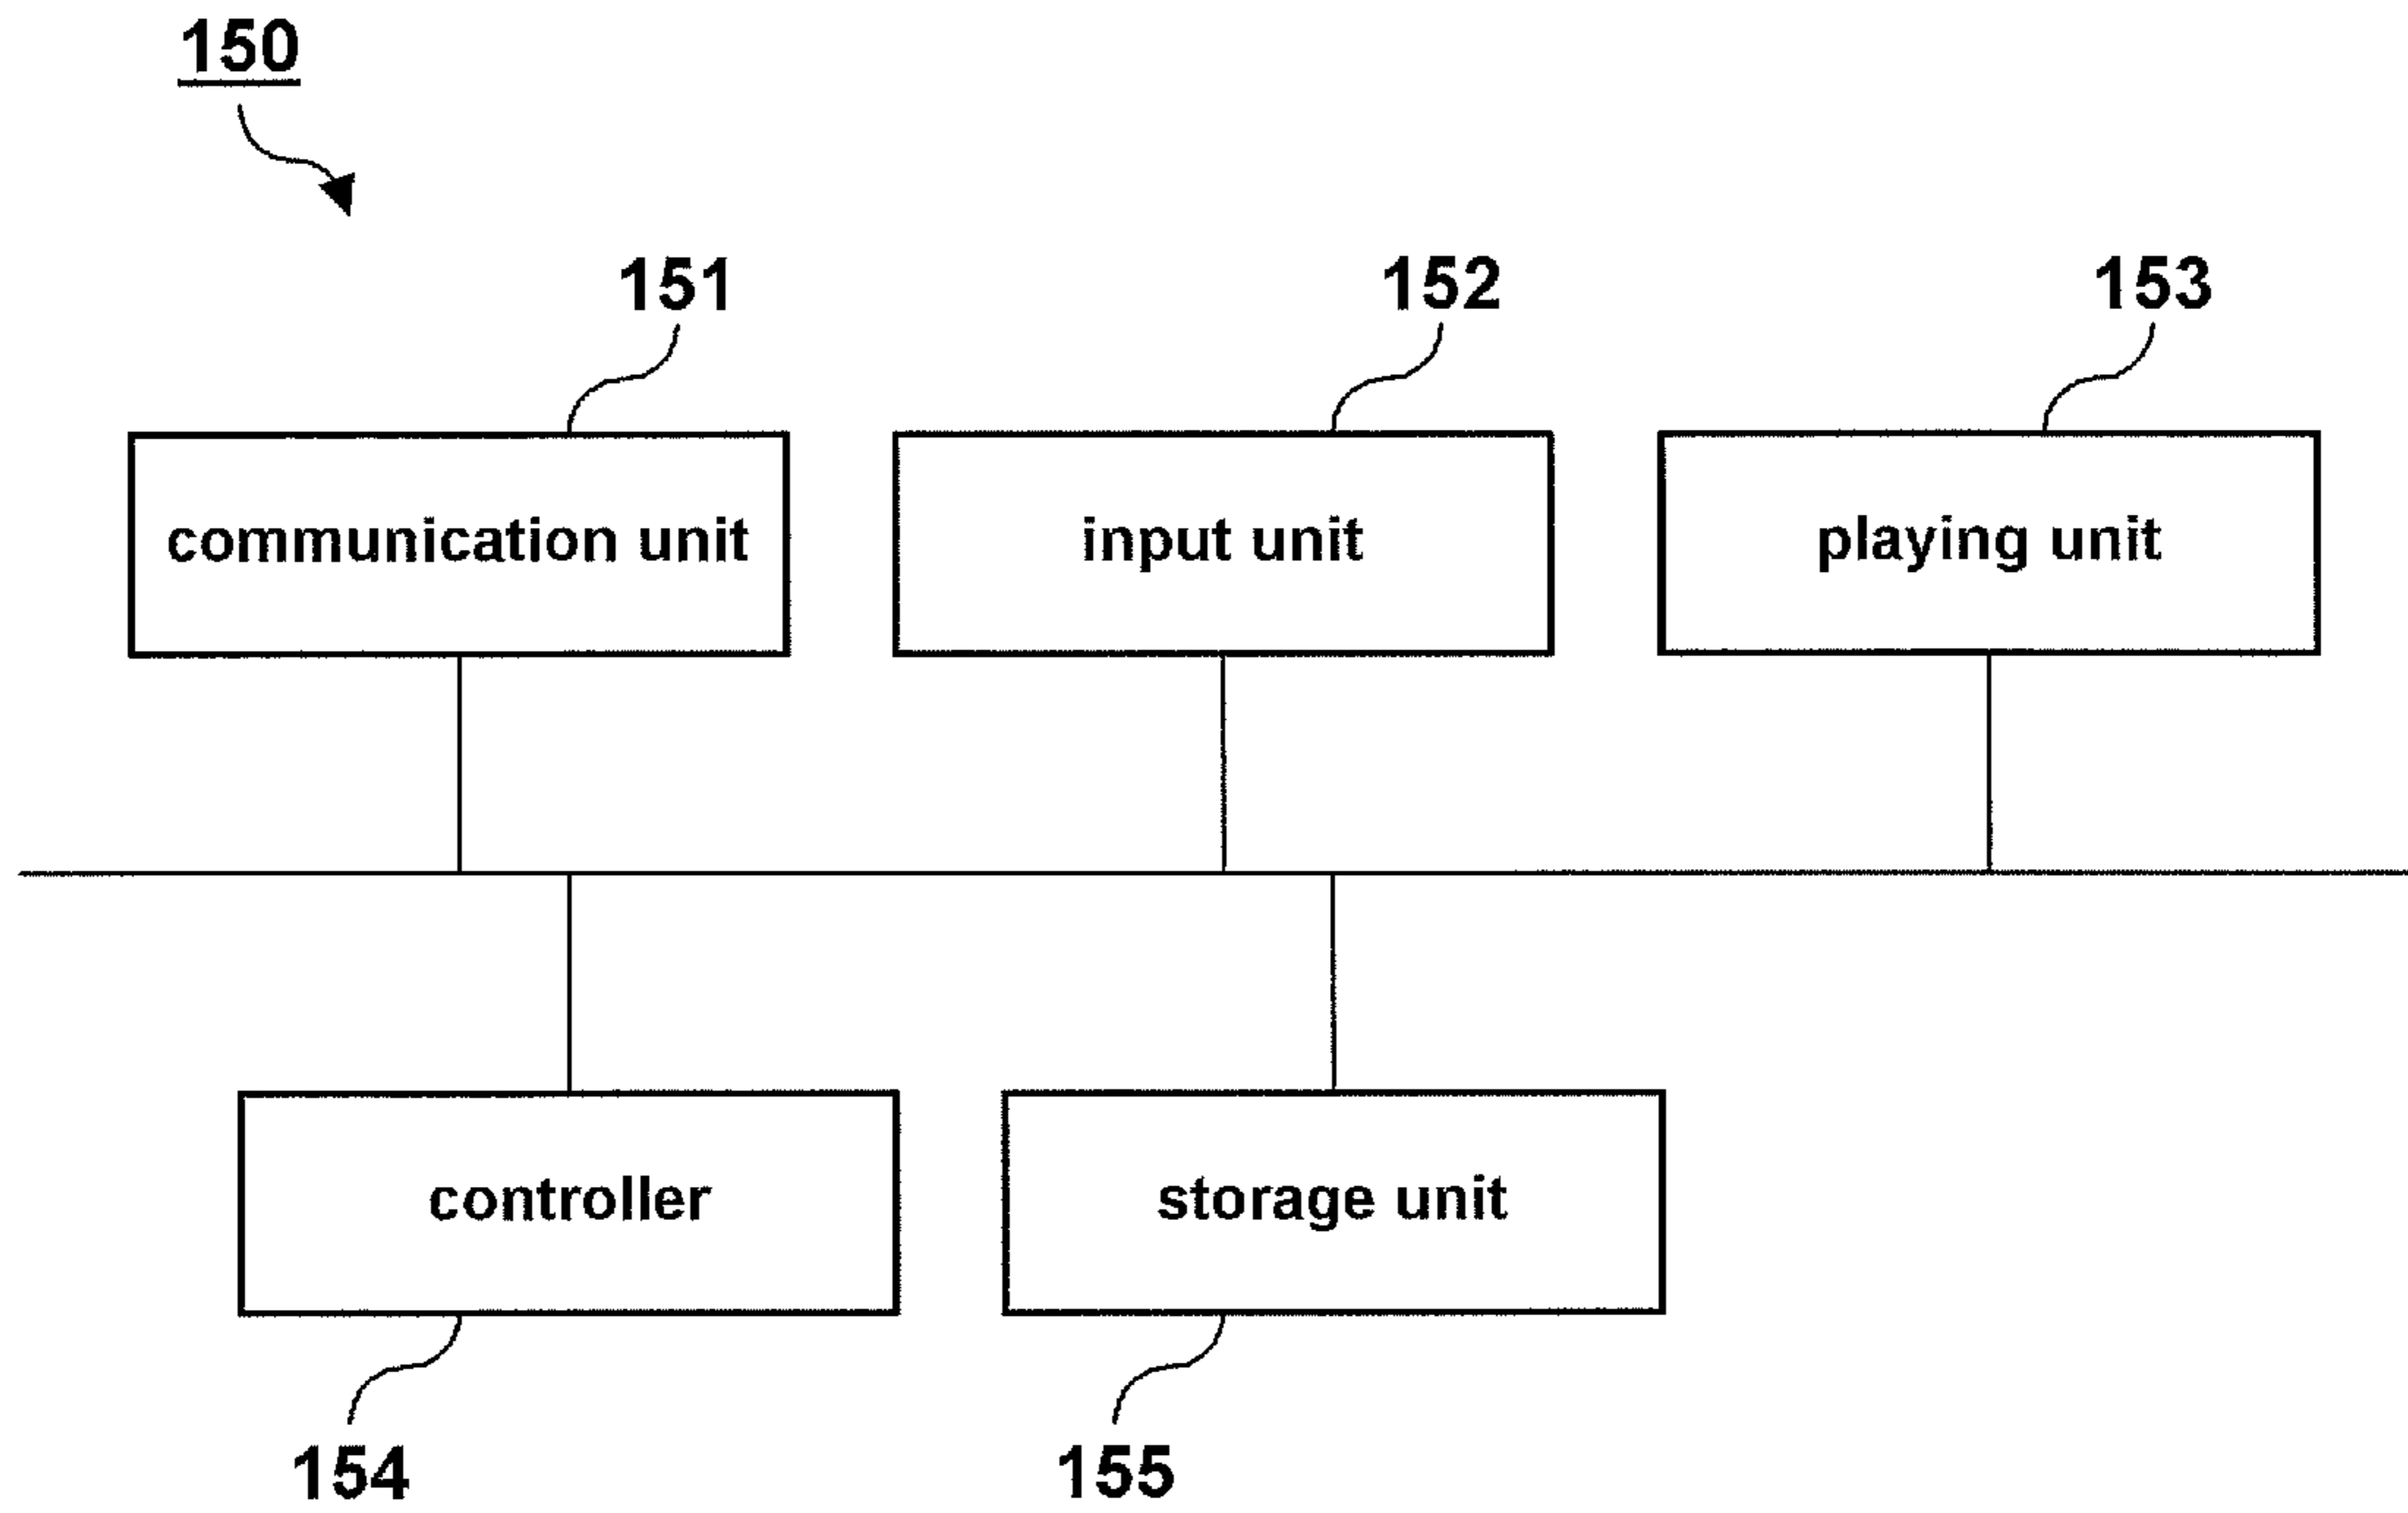 150
151
152
153
communication unit
input unit
playing unit
controller
storage unit
154
155